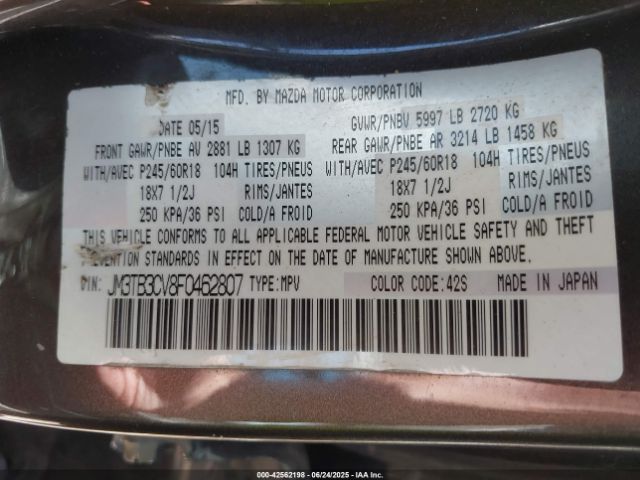 MFD. BY MAZDA MOTOR CORPORATION
DATE 05/15 GVWR/PNBV 5997 LB 2720 KG
FRONT GAWR/PNBE AV 2881 LB 1307 KG REAR GAWR/PNBE AR 3214 LB 1458 KG
WITH/AVEC P245/60R18 104H TIRES/PNEUS WITH/AVEC P245/60R18 104H TIRES/PNEUS
18X7 1/2J RIMS/JANTES 18X7 1/2J RIMS/JANTES
250 KPA/36 PSI COLD/A FROID 250 KPA/36 PSI COLD/A FROID
THIS VEHICLE CONFORMS TO ALL APPLICABLE FEDERAL MOTOR VEHICLE SAFETY AND THEFT
PREVENTION STANDARDS IN EFFECT ON THE DATE OF MANUFACTURE SHOWN ABOVE.
VIN: JM3TB3CV8F0462807 TYPE:MPV COLOR CODE:42S MADE IN JAPAN
000-42562198 - 06/24/2025 - IAAI.com